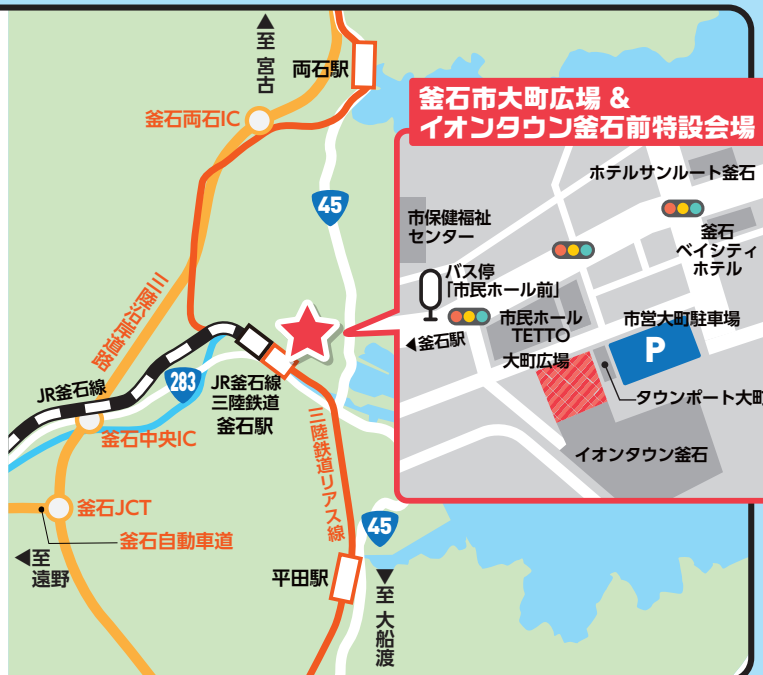 至 宮古
両石駅
釜石両石IC
45
三陸沿岸道路
JR釜石線
283
JR釜石線
三陸鉄道
釜石駅
釜石中央IC
三陸鉄道リアス線
釜石JCT
釜石自動車道
至
遠野
45
平田駅
至 大船渡
釜石市大町広場 &
イオンタウン釜石前特設会場
ホテルサンルート釜石
市保健福祉
センター
釜石
ベイシティ
ホテル
バス停
「市民ホール前」
釜石駅
市民ホール
TETTO
市営大町駐車場
P
大町広場
タウンポート大町
イオンタウン釜石